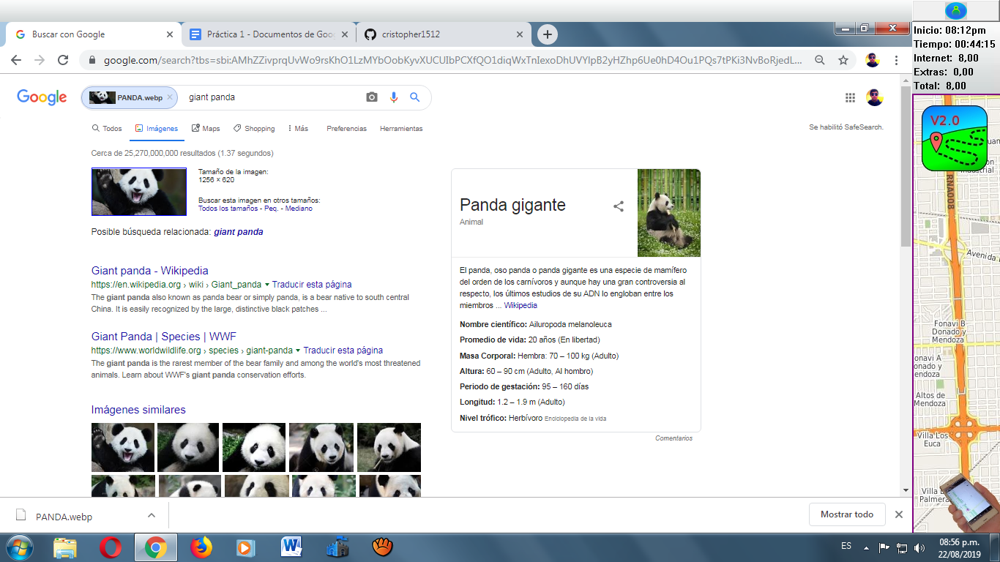 Buscar con Google
Práctica 1 - Documentos de Goo
cristopher1512
google.com/search?tbs=sbi:AMhZZivprqUvWo9rsKhO1LzMYbOobKyvXUCUIbPCXfQO1diqWxTnIexoDhUVYlpB2yHZhp6Ue0hD4Ou1PQs7tPKi3NvBoRjedL...
Google
PANDA.webp
giant panda
Todos
Imágenes
Maps
Shopping
Más
Preferencias
Herramientas
Se habilitó SafeSearch.
Cerca de 25,270,000,000 resultados (1.37 segundos)
Tamaño de la imagen:
1256 × 620
Buscar esta imagen en otros tamaños:
Todos los tamaños - Peq. - Mediano
Posible búsqueda relacionada: giant panda
Giant panda - Wikipedia
https://en.wikipedia.org › wiki › Giant_panda Traducir esta página
The giant panda also known as panda bear or simply panda, is a bear native to south central
China. It is easily recognized by the large, distinctive black patches ...
Giant Panda | Species | WWF
https://www.worldwildlife.org › species › giant-panda Traducir esta página
The giant panda is the rarest member of the bear family and among the world's most threatened
animals. Learn about WWF's giant panda conservation efforts.
Imágenes similares
Panda gigante
Animal
El panda, oso panda o panda gigante es una especie de mamífero
del orden de los carnívoros y aunque hay una gran controversia al
respecto, los últimos estudios de su ADN lo engloban entre los
miembros ... Wikipedia
Nombre científico: Ailuropoda melanoleuca
Promedio de vida: 20 años (En libertad)
Masa Corporal: Hembra: 70 – 100 kg (Adulto)
Altura: 60 – 90 cm (Adulto, Al hombro)
Periodo de gestación: 95 – 160 días
Longitud: 1.2 – 1.9 m (Adulto)
Nivel trófico: Herbívoro Enciclopedia de la vida
Comentarios
PANDA.webp
Mostrar todo
Inicio: 08:12pm
Tiempo: 00:44:15
Internet: 8,00
Extras: 0,00
Total: 8,00
V2.0
Industrial
RNA008
Avenida
Fonavi B
Donado y
Mendoza
onavi A
onado y
endoza
Altos de
Mendoza
Villa Los
Euca
Villa
Palmera
ES
08:56 p.m.
22/08/2019